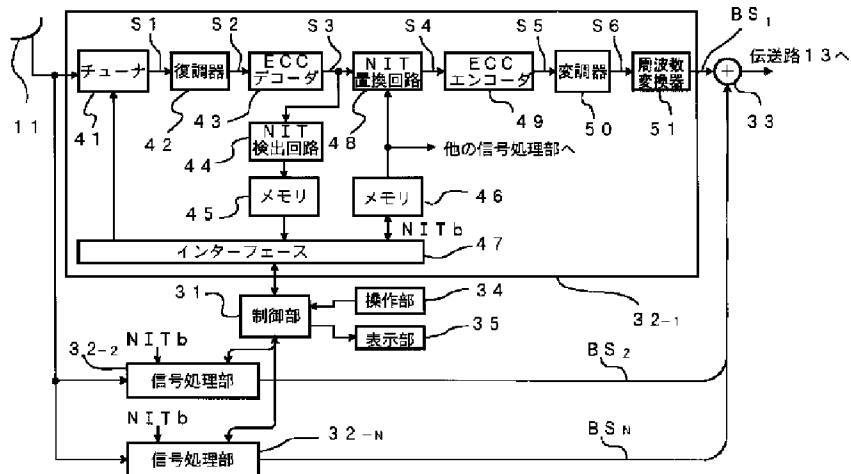 S1
S2
S3
S4
S5
S6
BS₁
チューナ
復調器
ECC
デコーダ
NIT
置換回路
ECC
エンコーダ
変調器
周波数
変換器
伝送路13へ
11
41
42
43
48
49
50
51
33
44
NIT
検出回路
他の信号処理部へ
45
メモリ
メモリ
46
NITb
インターフェース
47
31
制御部
操作部
34
表示部
35
32-₁
NITb
32-₂
信号処理部
BS₂
NITb
信号処理部
32-N
BSN